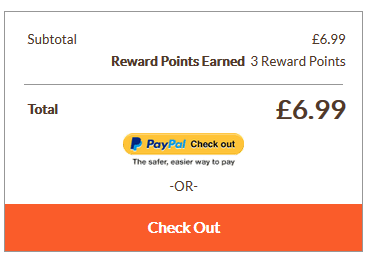 Subtotal £6.99
Reward Points Earned 3 Reward Points
Total £6.99
PayPal Check out
The safer, easier way to pay
-OR-
Check Out